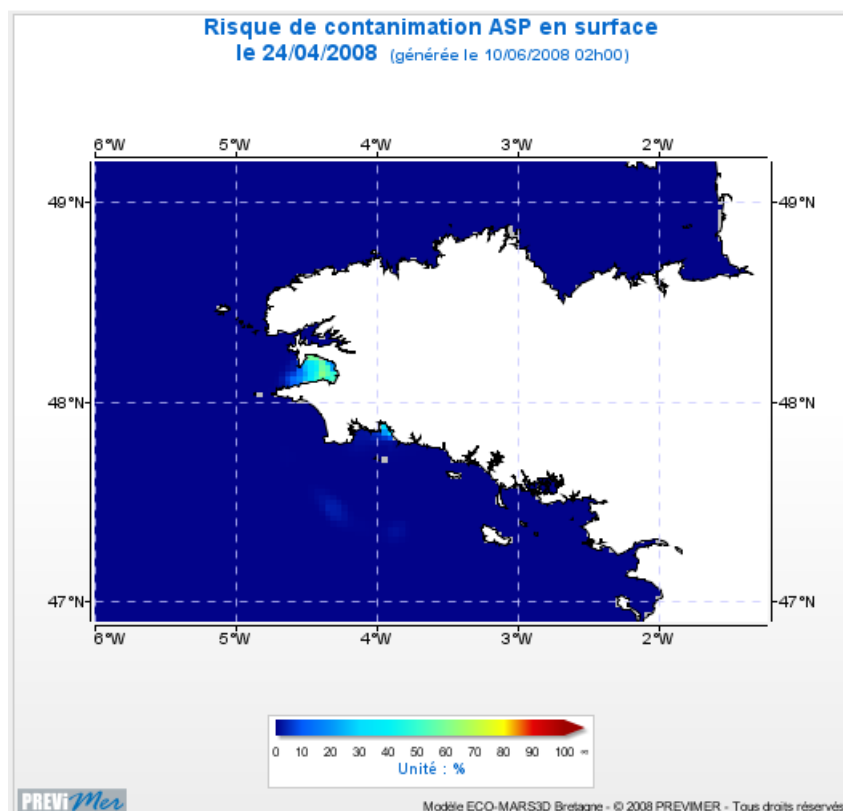 Risque de contanimation ASP en surface
le 24/04/2008 (générée le 10/06/2008 02h00)
6°W 5°W 4°W 3°W 2°W
49°N 49°N
48°N 48°N
47°N 47°N
6°W 5°W 4°W 3°W 2°W
0 10 20 30 40 50 60 70 80 90 100 ∞
Unité : %
PREViMer
Modèle ECO-MARS3D Bretagne - © 2008 PREVIMER - Tous droits réservés